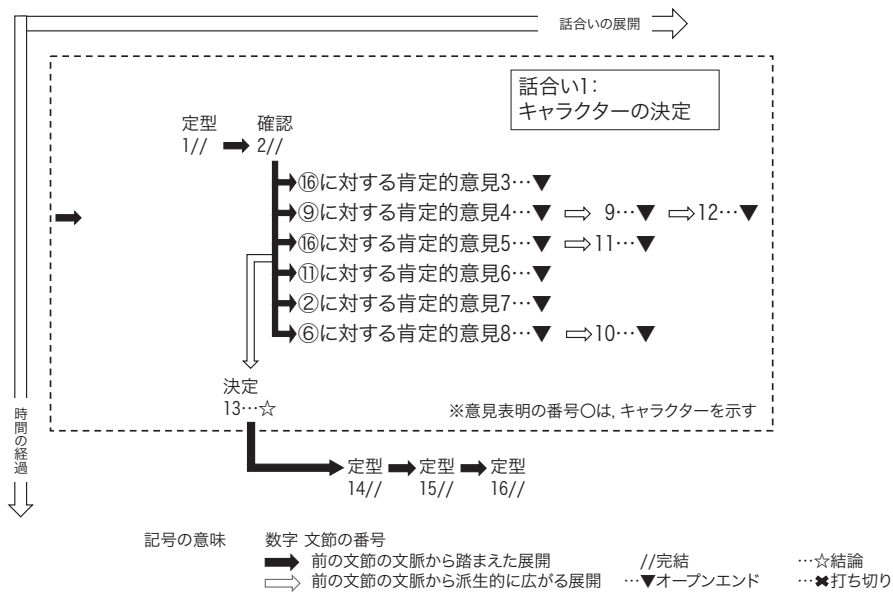 話合いの展開
話合い1：
キャラクターの決定
定型 確認
1// 2//
⑯に対する肯定的意見3…▼
⑨に対する肯定的意見4…▼ ⇨ 9…▼ ⇨12…▼
⑯に対する肯定的意見5…▼ ⇨11…▼
⑪に対する肯定的意見6…▼
②に対する肯定的意見7…▼
⑥に対する肯定的意見8…▼ ⇨10…▼
決定
13…☆
※意見表明の番号〇は，キャラクターを示す
時間の経過
定型 定型 定型
14// 15// 16//
記号の意味 数字 文節の番号
前の文節の文脈から踏まえた展開 //完結 …☆結論
前の文節の文脈から派生的に広がる展開 …▼オープンエンド …✖打ち切り